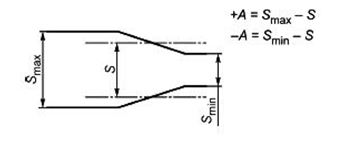 +A = Smax – S
–A = Smin – S
Smax
S
Smin